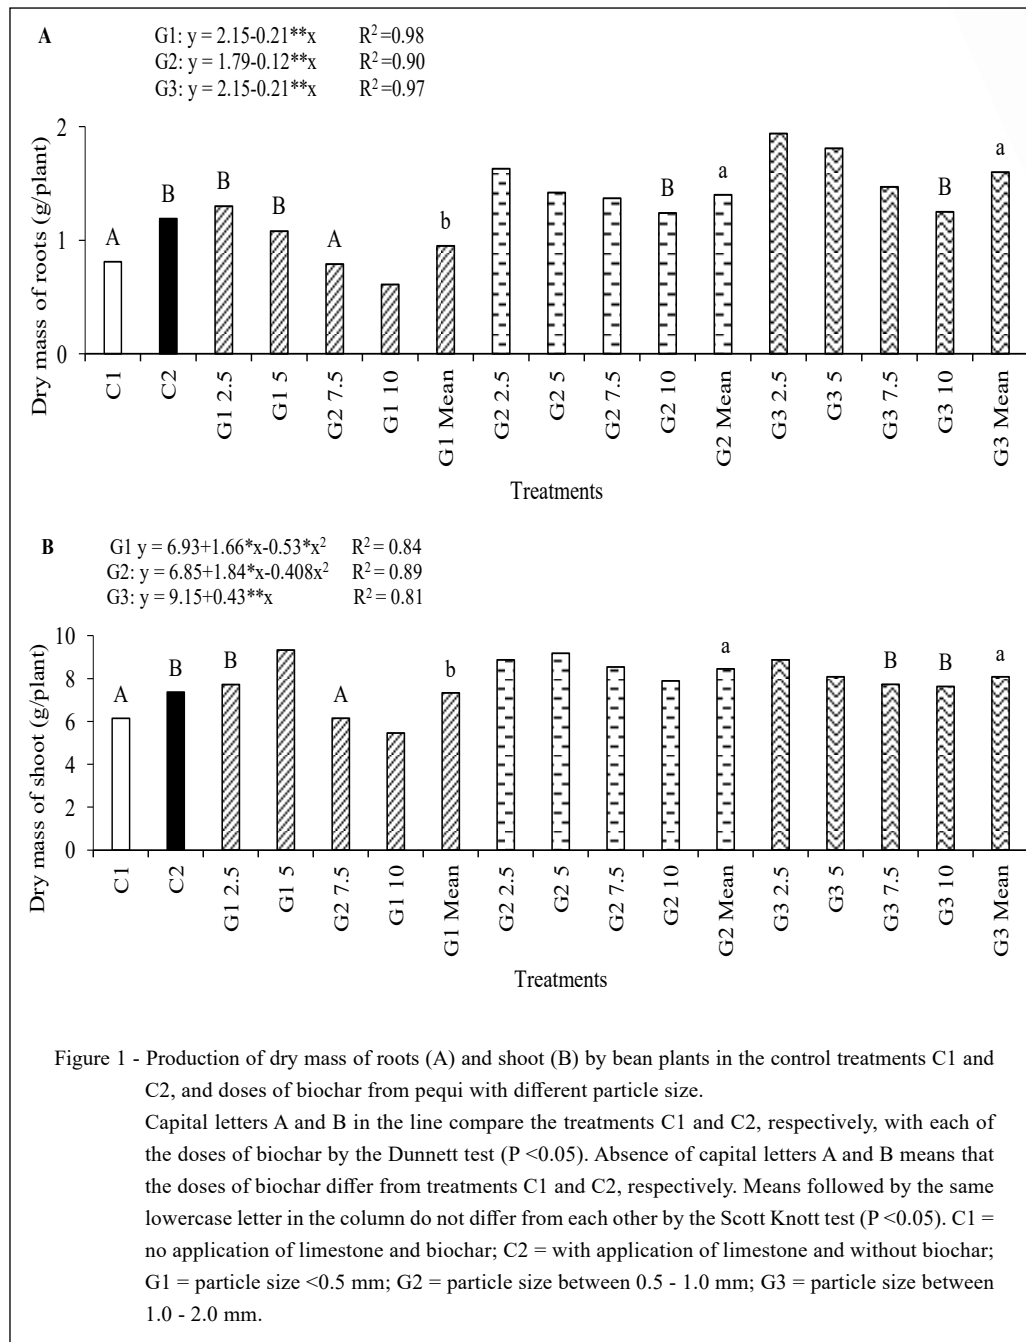 A
G1: y = 2.15-0.21**x R²=0.98
G2: y = 1.79-0.12**x R²=0.90
G3: y = 2.15-0.21**x R²=0.97
Dry mass of roots (g/plant)
2
1
0
A
B
B
B
A
b
B
a
B
a
C1
C2
G1 2.5
G1 5
G2 7.5
G1 10
G1 Mean
G2 2.5
G2 5
G2 7.5
G2 10
G2 Mean
G3 2.5
G3 5
G3 7.5
G3 10
G3 Mean
Treatments
B
G1 y = 6.93+1.66*x-0.53*x² R²= 0.84
G2: y = 6.85+1.84*x-0.408x² R²= 0.89
G3: y = 9.15+0.43**x R²= 0.81
Dry mass of shoot (g/plant)
10
8
6
4
2
0
A
B
B
A
b
a
B
B
a
C1
C2
G1 2.5
G1 5
G2 7.5
G1 10
G1 Mean
G2 2.5
G2 5
G2 7.5
G2 10
G2 Mean
G3 2.5
G3 5
G3 7.5
G3 10
G3 Mean
Treatments
Figure 1 - Production of dry mass of roots (A) and shoot (B) by bean plants in the control treatments C1 and
C2, and doses of biochar from pequi with different particle size.
Capital letters A and B in the line compare the treatments C1 and C2, respectively, with each of
the doses of biochar by the Dunnett test (P <0.05). Absence of capital letters A and B means that
the doses of biochar differ from treatments C1 and C2, respectively. Means followed by the same
lowercase letter in the column do not differ from each other by the Scott Knott test (P <0.05). C1 =
no application of limestone and biochar; C2 = with application of limestone and without biochar;
G1 = particle size <0.5 mm; G2 = particle size between 0.5 - 1.0 mm; G3 = particle size between
1.0 - 2.0 mm.